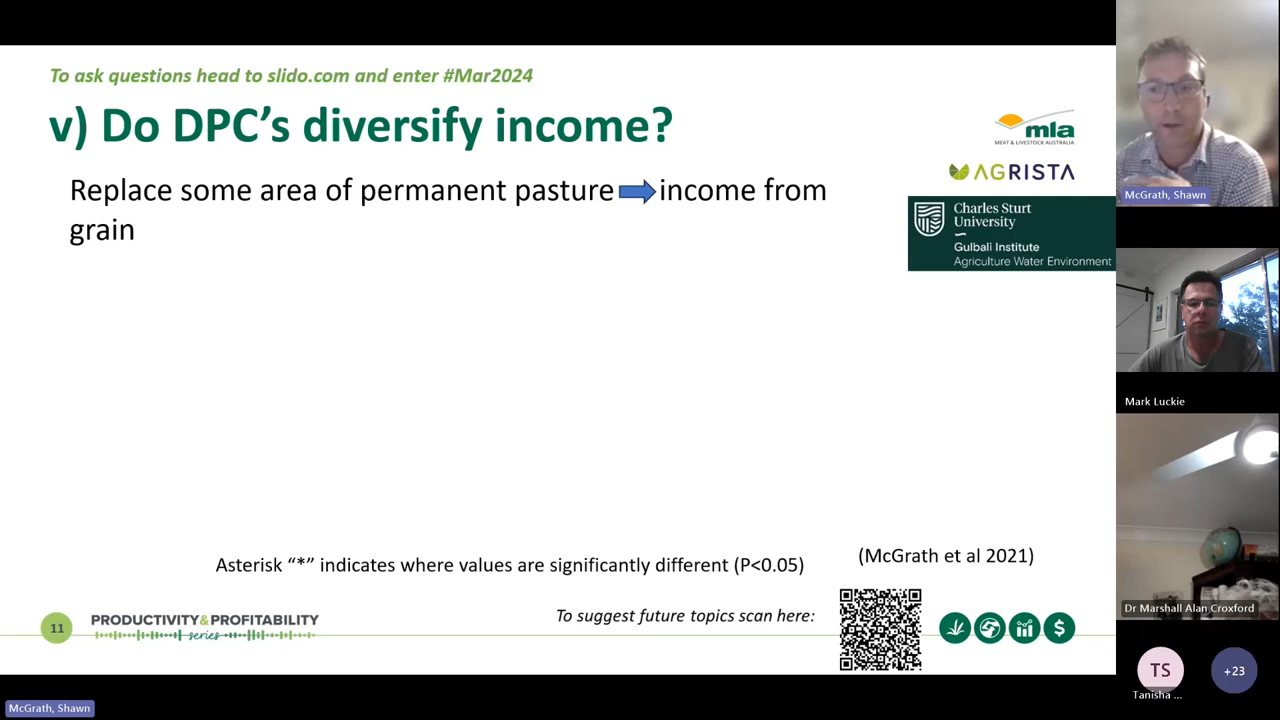 To ask questions head to slido.com and enter #Mar2024
v) Do DPC’s diversify income?
Replace some area of permanent pasture income from
grain
mla
MEAT & LIVESTOCK AUSTRALIA
AGRISTA
Charles Sturt
University
Gulbali Institute
Agriculture Water Environment
Asterisk “*” indicates where values are significantly different (P<0.05)
(McGrath et al 2021)
11
PRODUCTIVITY&PROFITABILITY
series
To suggest future topics scan here:
$
McGrath, Shawn
Mark Luckie
Dr Marshall Alan Croxford
TS
Tanisha ...
+23
McGrath, Shawn